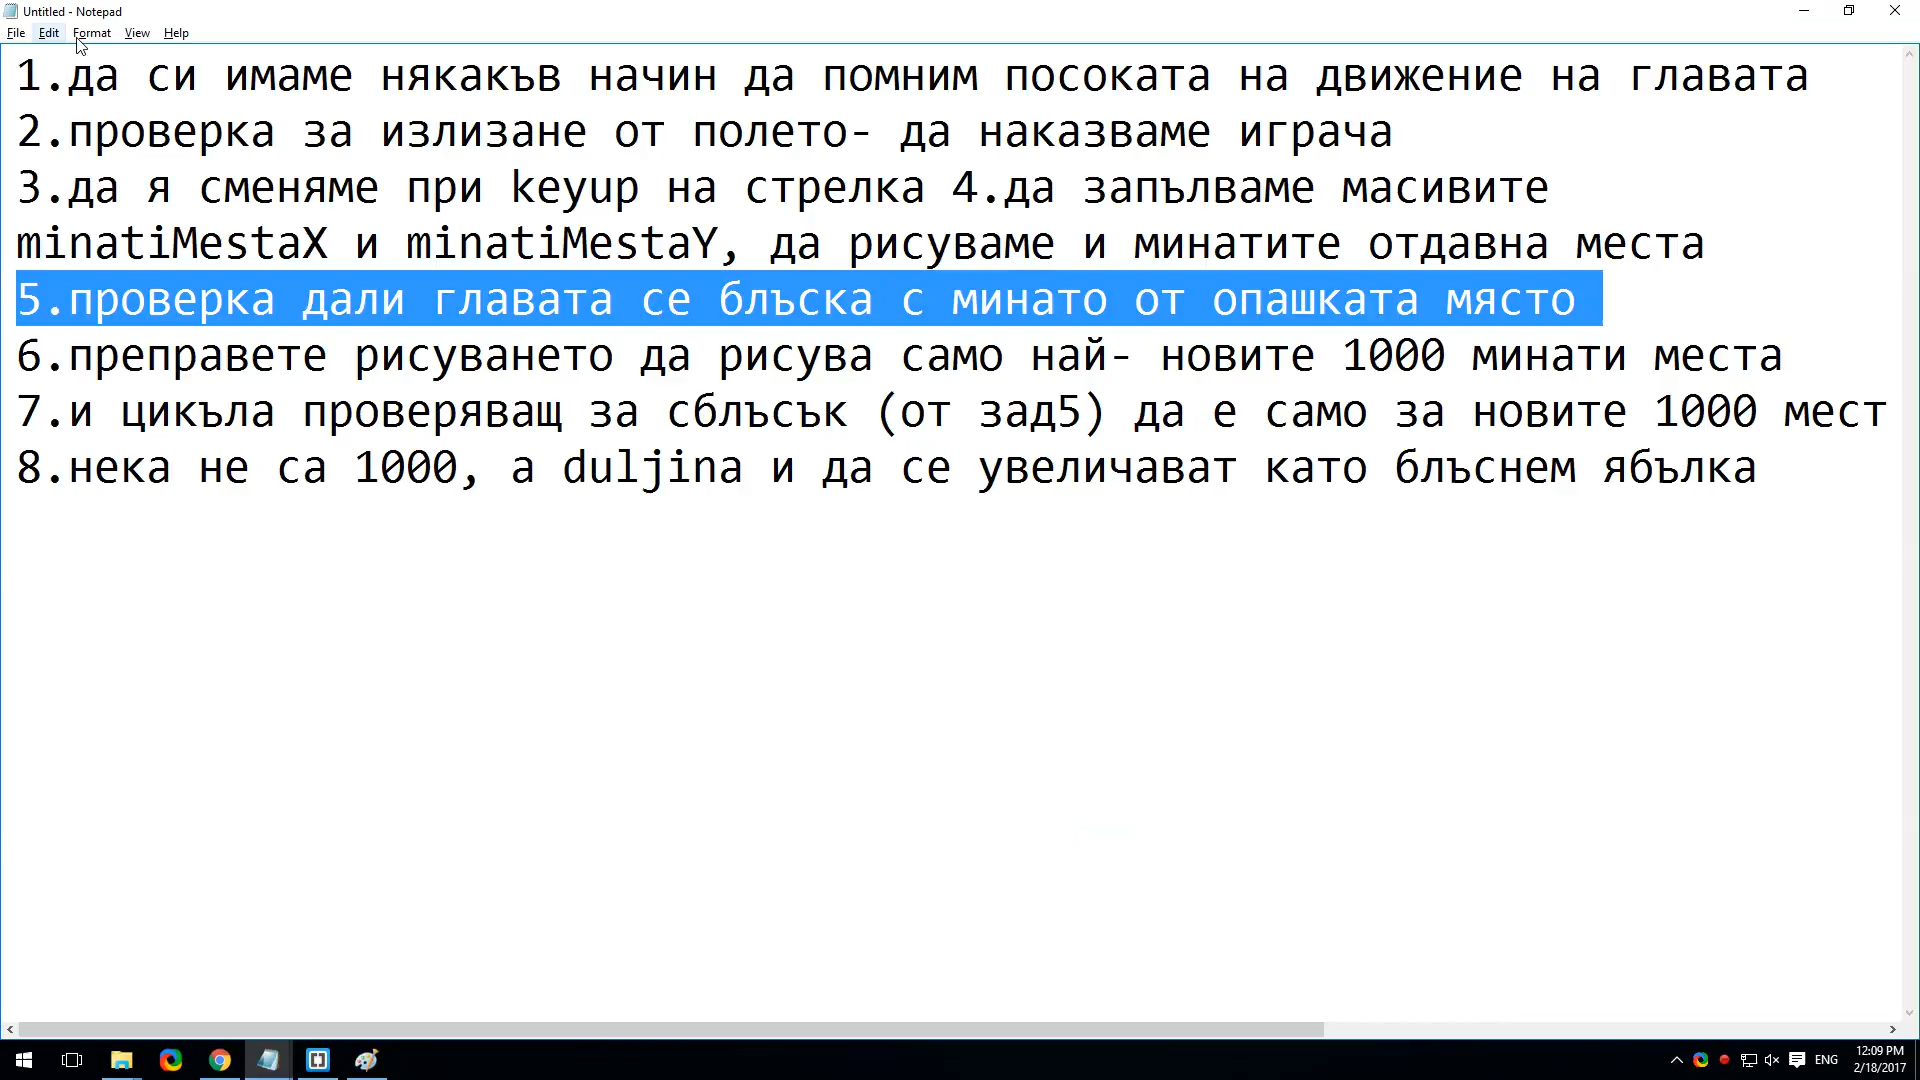 Untitled - Notepad
File Edit Format View Help
1.да си имаме някакъв начин да помним посоката на движение на главата
2.проверка за излизане от полето- да наказваме играча
3.да я сменяме при keyup на стрелка 4.да запълваме масивите
minatiMestaX и minatiMestaY, да рисуваме и минатите отдавна места
5.проверка дали главата се блъска с минато от опашката място
6.преправете рисуването да рисува само най- новите 1000 минати места
7.и цикъла проверяващ за сблъсък (от зад5) да е само за новите 1000 мест
8.нека не са 1000, а duljina и да се увеличават като блъснем ябълка
ENG
12:09 PM
2/18/2017